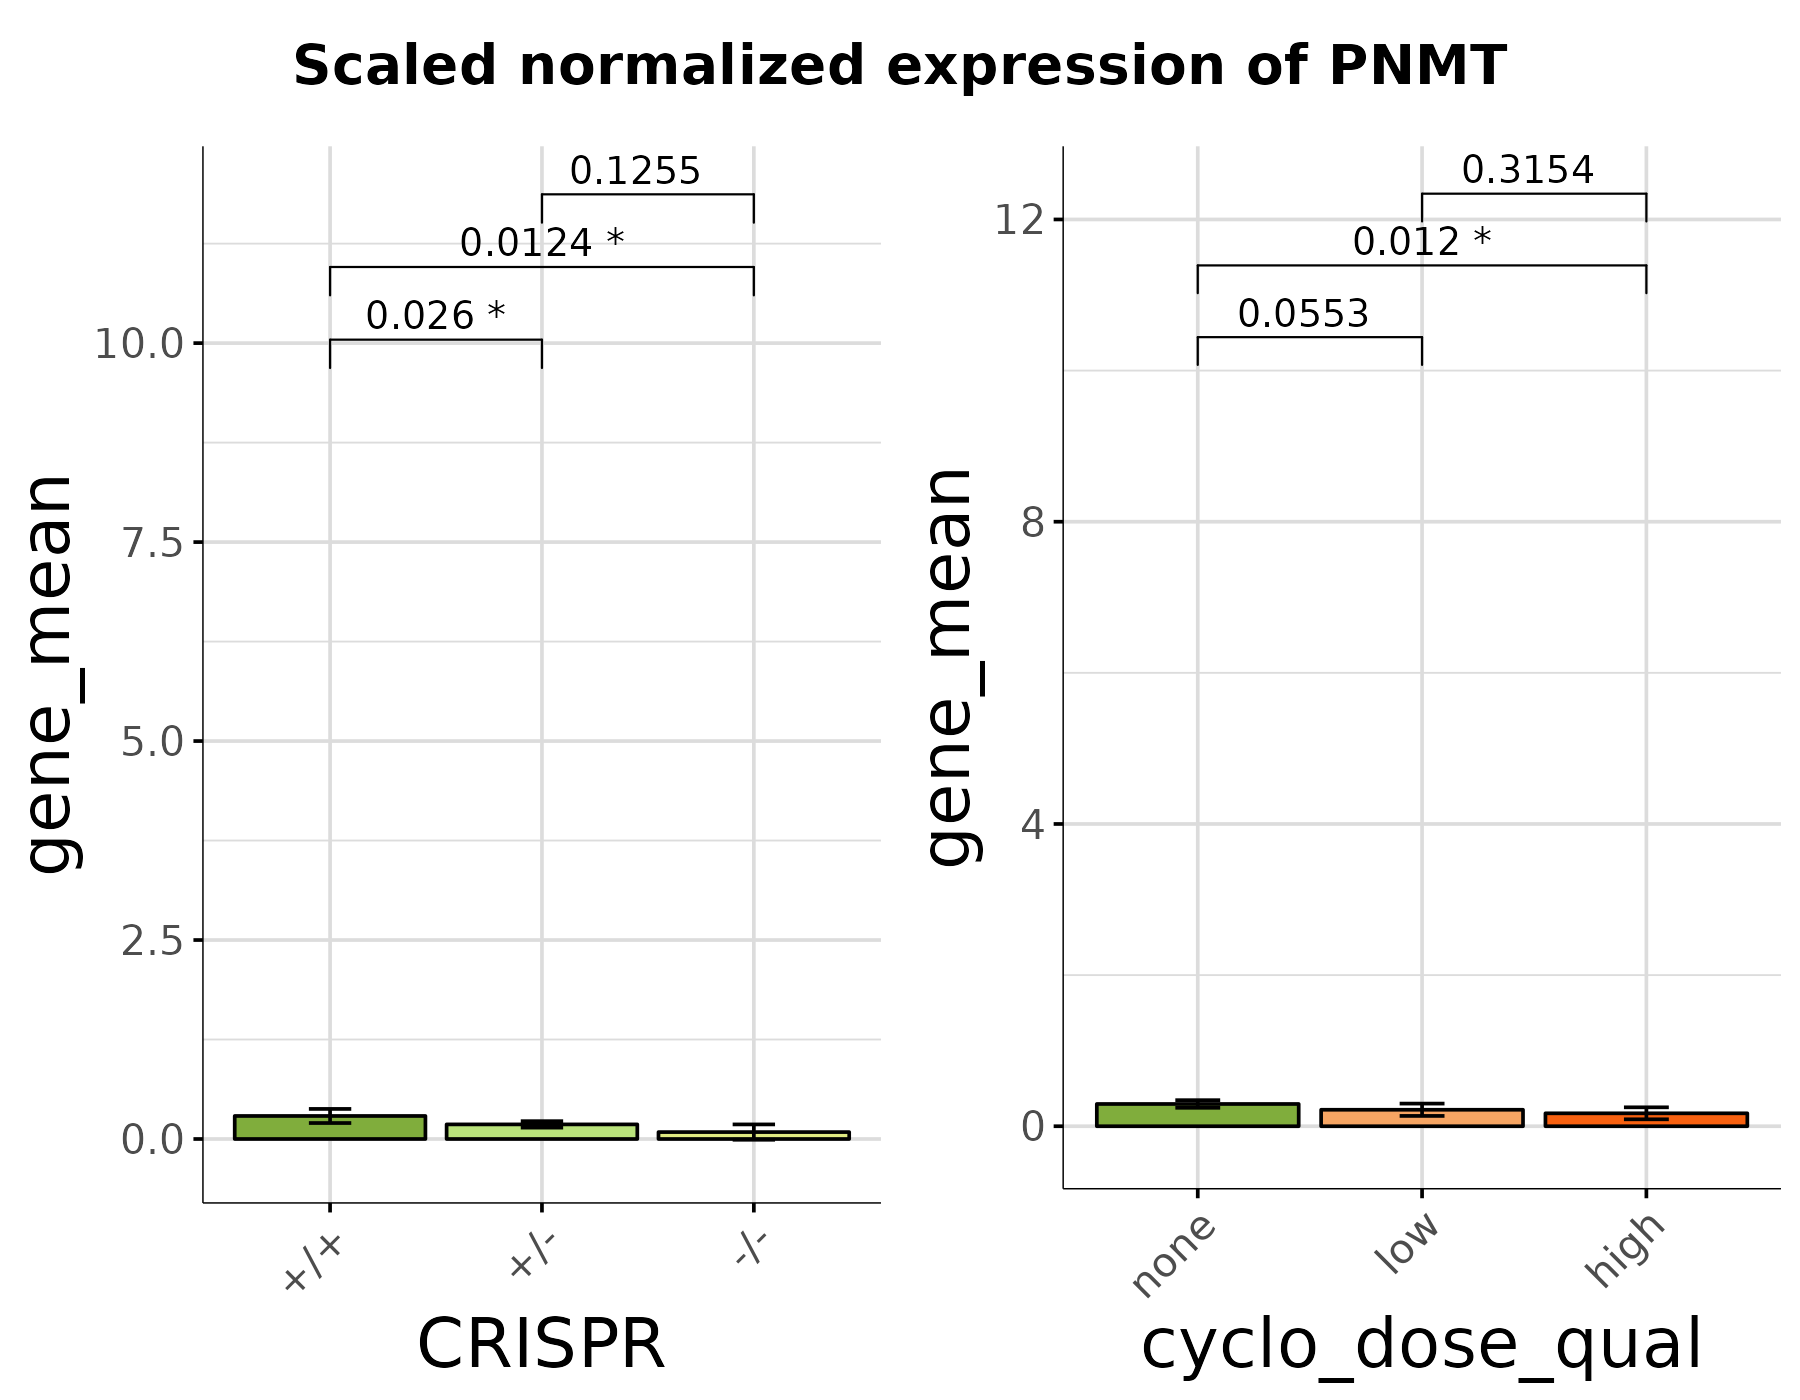 Scaled normalized expression of PNMT
gene_mean
10.0
7.5
5.0
2.5
0.0
0.1255
0.0124 *
0.026 *
+/+
+/-
-/-
CRISPR
gene_mean
12
8
4
0
0.3154
0.012 *
0.0553
none
low
high
cyclo_dose_qual